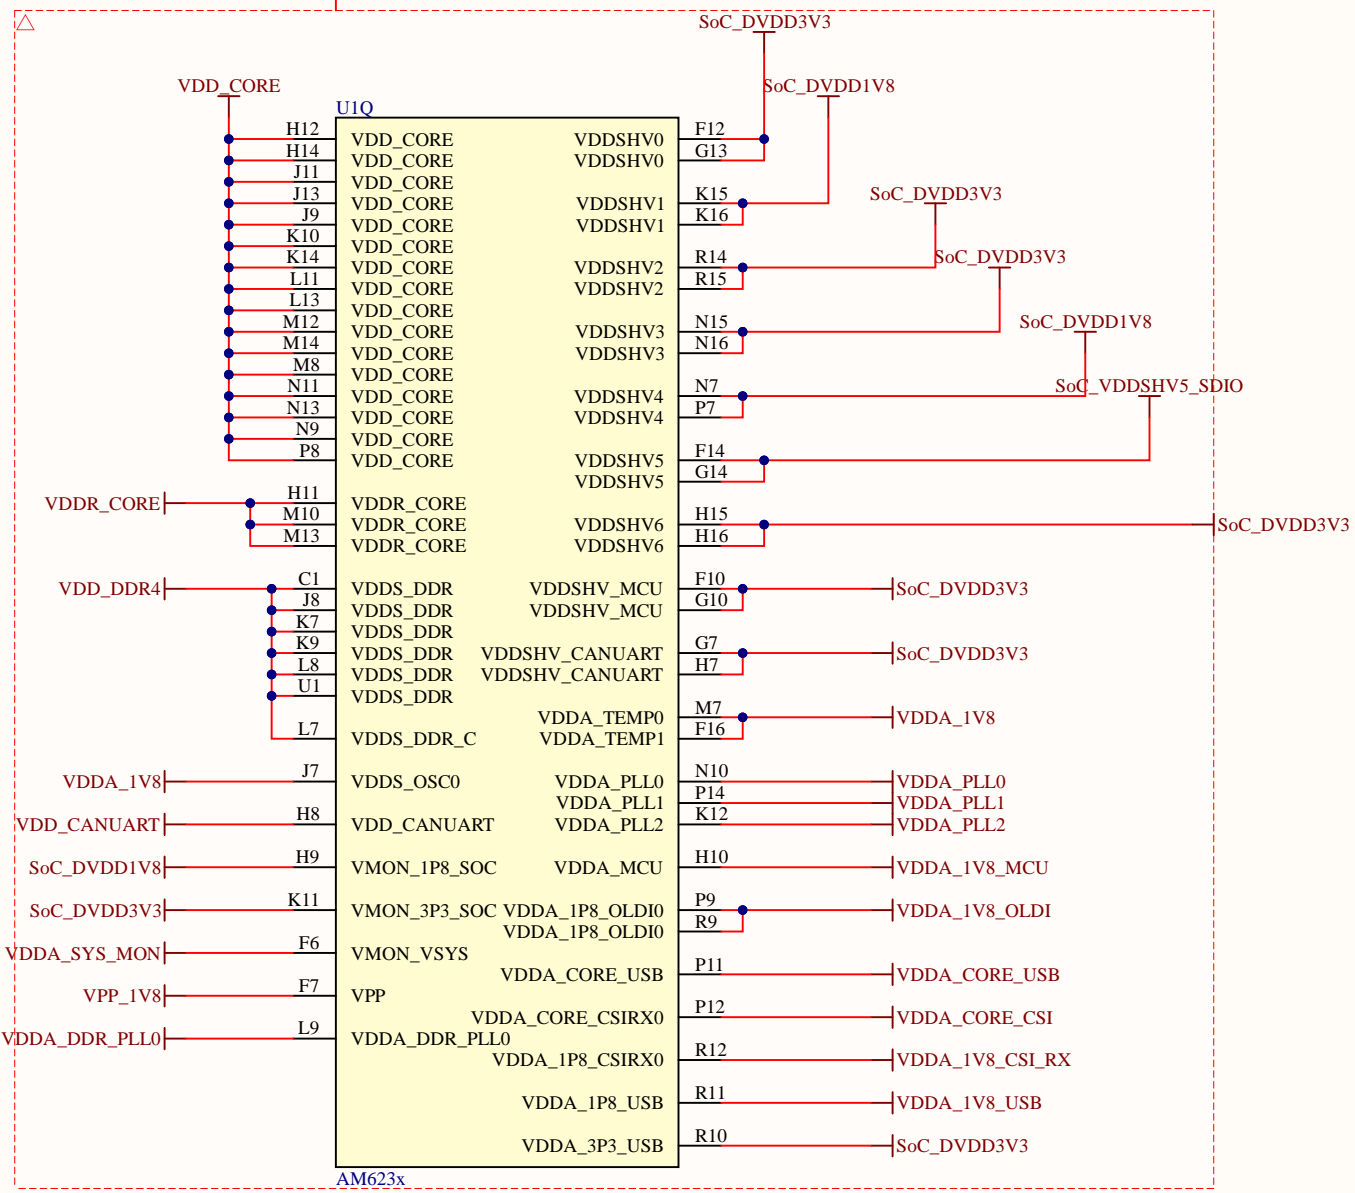 SoC_DVDD3V3
VDD_CORE
SoC_DVDD1V8
U1Q
H12 VDD_CORE VDDSHV0 F12
H14 VDD_CORE VDDSHV0 G13
J11 VDD_CORE
J13 VDD_CORE VDDSHV1 K15
SoC_DVDD3V3
J9 VDD_CORE VDDSHV1 K16
K10 VDD_CORE
K14 VDD_CORE VDDSHV2 R14
SoC_DVDD3V3
L11 VDD_CORE VDDSHV2 R15
L13 VDD_CORE
M12 VDD_CORE VDDSHV3 N15
SoC_DVDD1V8
M14 VDD_CORE VDDSHV3 N16
M8 VDD_CORE
N11 VDD_CORE VDDSHV4 N7
SoC_VDDSHV5_SDIO
N13 VDD_CORE VDDSHV4 P7
N9 VDD_CORE
P8 VDD_CORE VDDSHV5 F14
VDDSHV5 G14
VDDR_CORE H11 VDDR_CORE
M10 VDDR_CORE VDDSHV6 H15 SoC_DVDD3V3
M13 VDDR_CORE VDDSHV6 H16
VDD_DDR4 C1 VDDS_DDR VDDSHV_MCU F10 SoC_DVDD3V3
J8 VDDS_DDR VDDSHV_MCU G10
K7 VDDS_DDR
K9 VDDS_DDR VDDSHV_CANUART G7 SoC_DVDD3V3
L8 VDDS_DDR VDDSHV_CANUART H7
U1 VDDS_DDR
VDDA_TEMP0 M7 VDDA_1V8
L7 VDDS_DDR_C VDDA_TEMP1 F16
VDDA_1V8 J7 VDDS_OSC0 VDDA_PLL0 N10 VDDA_PLL0
VDDA_PLL1 P14 VDDA_PLL1
VDD_CANUART H8 VDD_CANUART VDDA_PLL2 K12 VDDA_PLL2
SoC_DVDD1V8 H9 VMON_1P8_SOC VDDA_MCU H10 VDDA_1V8_MCU
SoC_DVDD3V3 K11 VMON_3P3_SOC VDDA_1P8_OLDI0 P9 VDDA_1V8_OLDI
VDDA_1P8_OLDI0 R9
VDDA_SYS_MON F6 VMON_VSYS
VDDA_CORE_USB P11 VDDA_CORE_USB
VPP_1V8 F7 VPP
VDDA_CORE_CSIRX0 P12 VDDA_CORE_CSI
VDDA_DDR_PLL0 L9 VDDA_DDR_PLL0
VDDA_1P8_CSIRX0 R12 VDDA_1V8_CSI_RX
VDDA_1P8_USB R11 VDDA_1V8_USB
VDDA_3P3_USB R10 SoC_DVDD3V3
AM623x